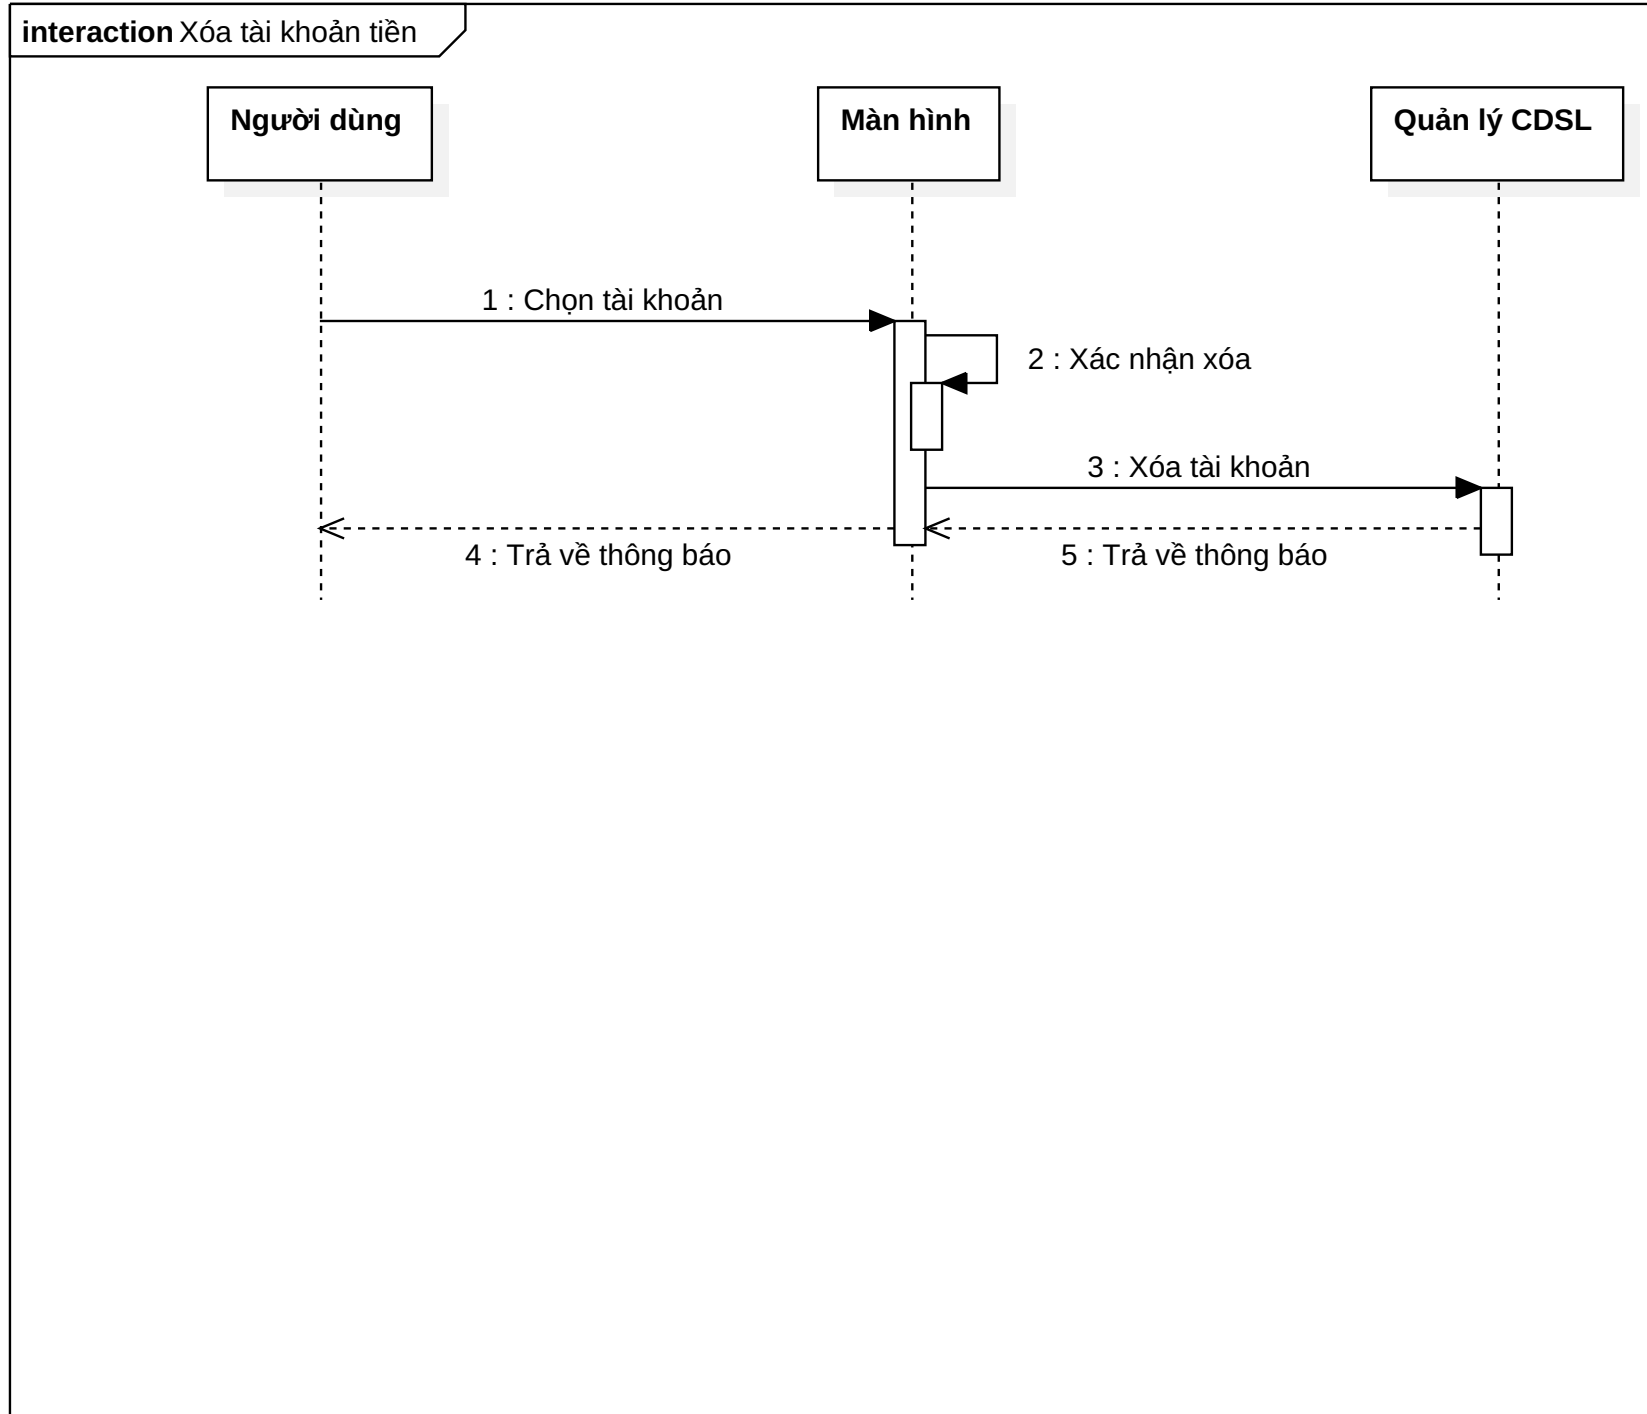 interaction Xóa tài khoản tiền
Người dùng
Màn hình
Quản lý CDSL
1 : Chọn tài khoản
2 : Xác nhận xóa
3 : Xóa tài khoản
4 : Trả về thông báo
5 : Trả về thông báo